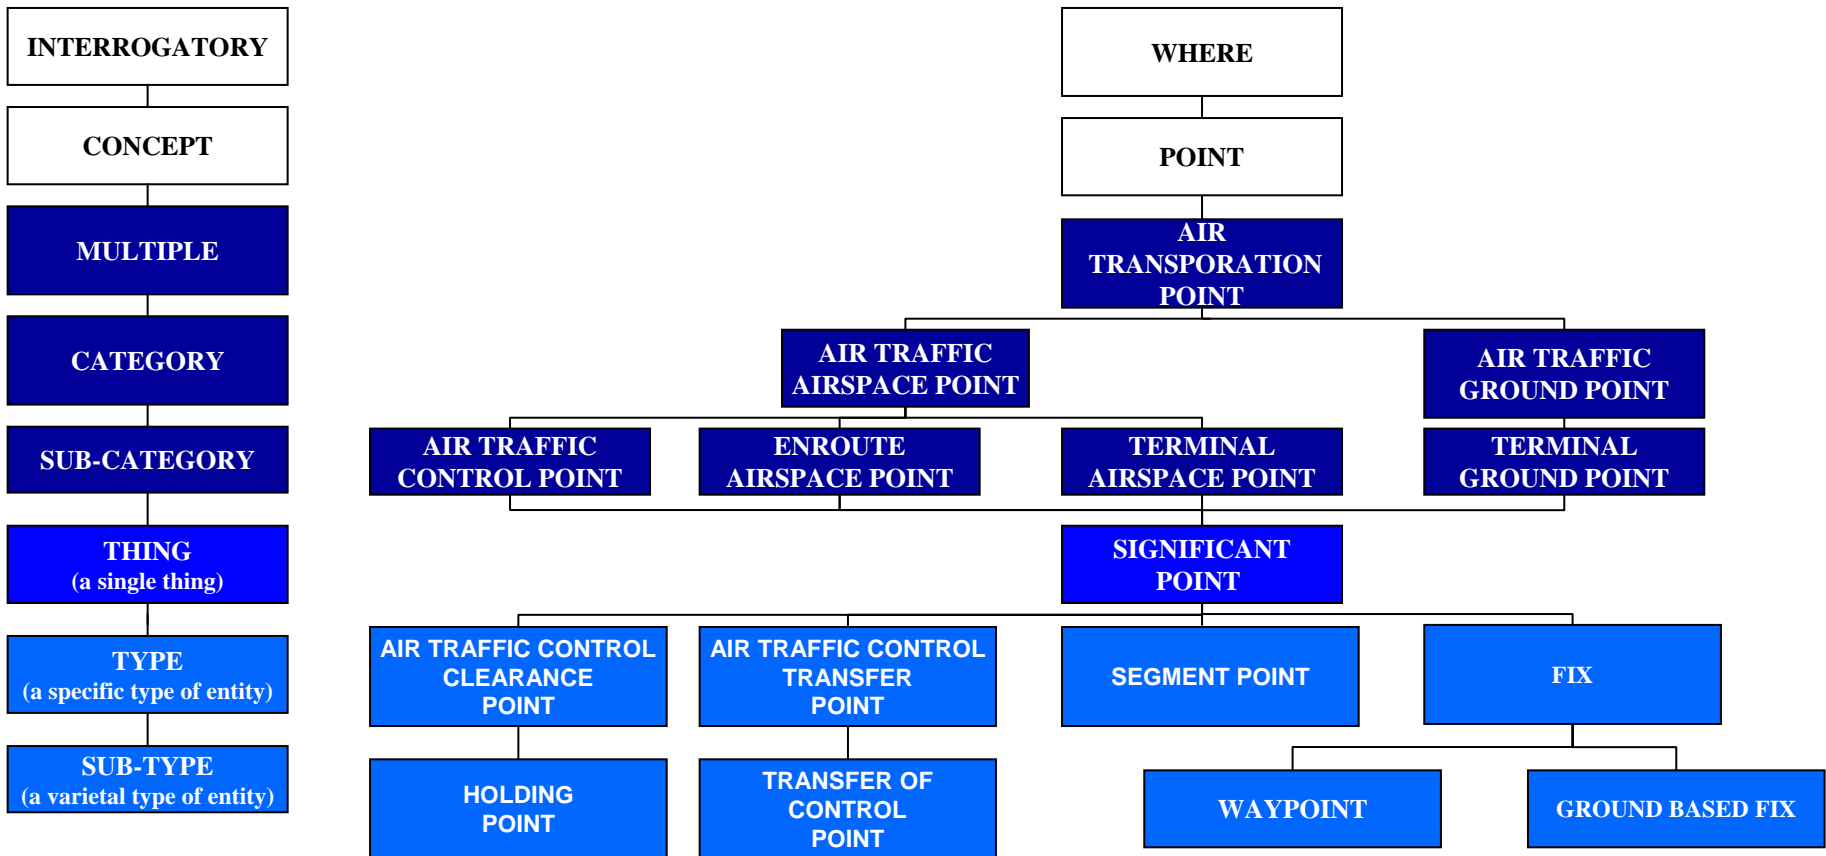 INTERROGATORY
WHERE
CONCEPT
POINT
MULTIPLE
AIR
TRANSPORATION
POINT
CATEGORY
AIR TRAFFIC
AIRSPACE POINT
AIR TRAFFIC
GROUND POINT
SUB-CATEGORY
AIR TRAFFIC
CONTROL POINT
ENROUTE
AIRSPACE POINT
TERMINAL
AIRSPACE POINT
TERMINAL
GROUND POINT
THING
(a single thing)
SIGNIFICANT
POINT
TYPE
(a specific type of entity)
AIR TRAFFIC CONTROL
CLEARANCE
POINT
AIR TRAFFIC CONTROL
TRANSFER
POINT
SEGMENT POINT
FIX
SUB-TYPE
(a varietal type of entity)
HOLDING
POINT
TRANSFER OF
CONTROL
POINT
WAYPOINT
GROUND BASED FIX